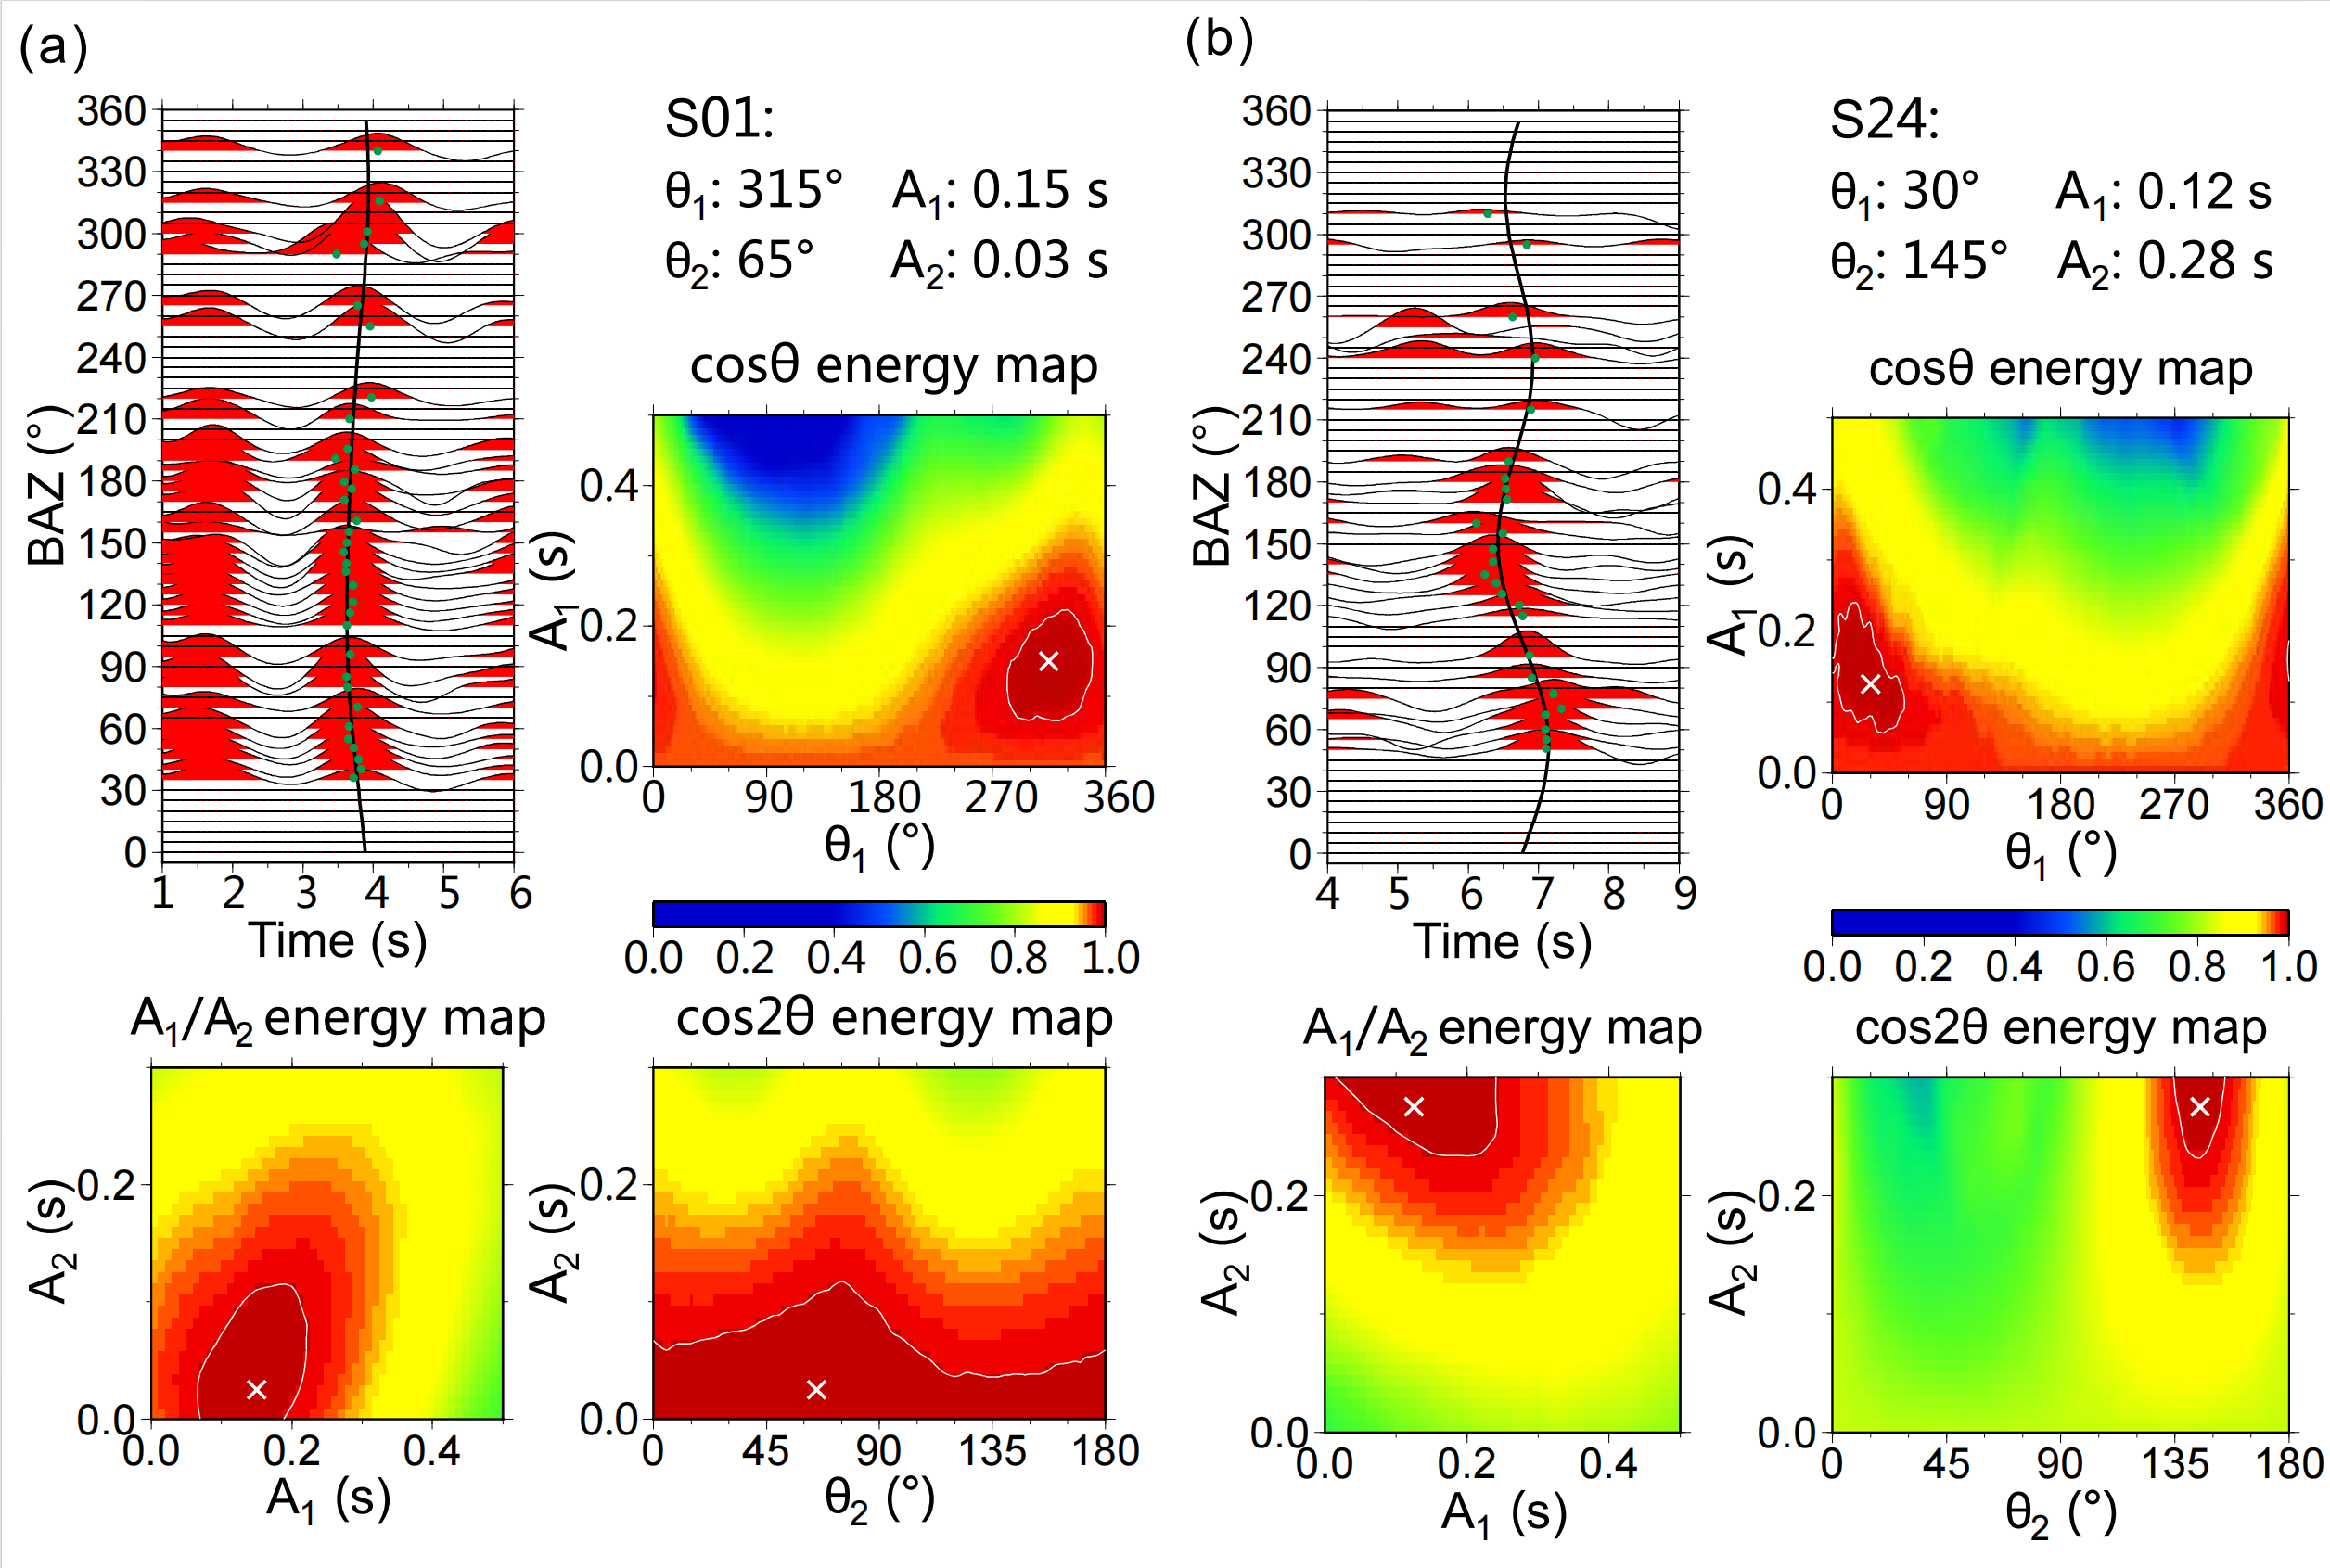 (a)
S01:
θ1: 315° A1: 0.15 s
θ2: 65° A2: 0.03 s
360
330
300
270
240
210
180
150
120
90
60
30
0
BAZ (°)
1 2 3 4 5 6
Time (s)
cosθ energy map
0.4
0.2
0.0
A1 (s)
0 90 180 270 360
θ1 (°)
0.0 0.2 0.4 0.6 0.8 1.0
A1/A2 energy map
0.2
0.0
A2 (s)
0.0 0.2 0.4
A1 (s)
cos2θ energy map
0.2
0.0
A2 (s)
0 45 90 135 180
θ2 (°)
(b)
S24:
θ1: 30° A1: 0.12 s
θ2: 145° A2: 0.28 s
360
330
300
270
240
210
180
150
120
90
60
30
0
BAZ (°)
4 5 6 7 8 9
Time (s)
cosθ energy map
0.4
0.2
0.0
A1 (s)
0 90 180 270 360
θ1 (°)
0.0 0.2 0.4 0.6 0.8 1.0
A1/A2 energy map
0.2
0.0
A2 (s)
0.0 0.2 0.4
A1 (s)
cos2θ energy map
0.2
0.0
A2 (s)
0 45 90 135 180
θ2 (°)